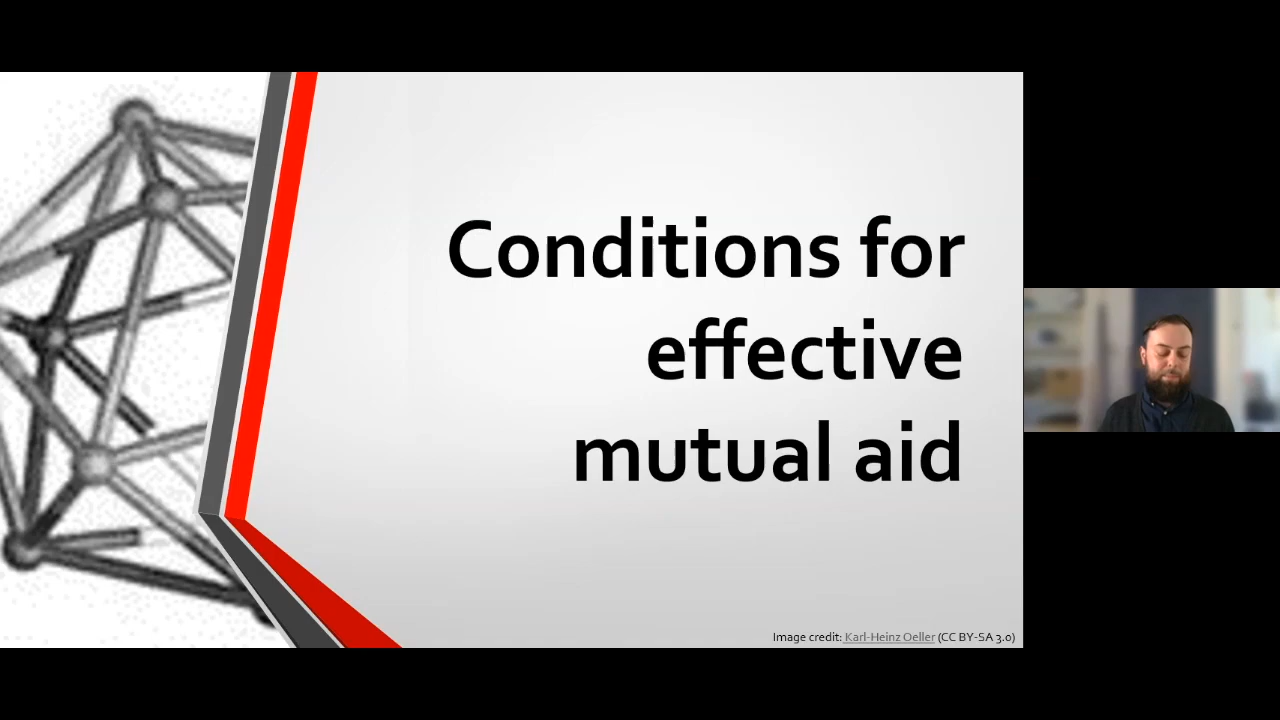 Conditions for
effective
mutual aid
Image credit: Karl-Heinz Oeller (CC BY-SA 3.0)